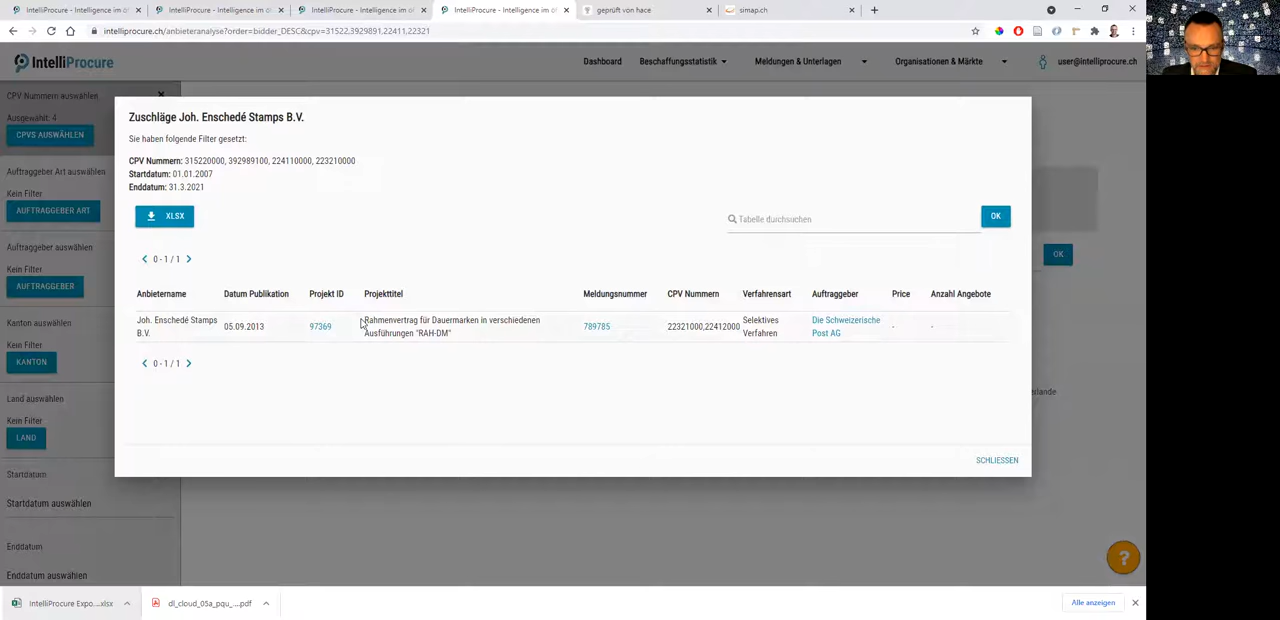 IntelliProcure - Intelligence im öf
IntelliProcure - Intelligence im öf
IntelliProcure - Intelligence im öf
IntelliProcure - Intelligence im öf
geprüft von hace
simap.ch
intelliprocure.ch/anbieteranalyse?order=bidder_DESC&cpv=31522,3929891,22411,22321
IntelliProcure
Dashboard
Beschaffungsstatistik
Meldungen & Unterlagen
Organisationen & Märkte
user@intelliprocure.ch
CPV Nummern auswählen
Ausgewählt: 4
CPVS AUSWÄHLEN
Auftraggeber Art auswählen
Kein Filter
AUFTRAGGEBER ART
Auftraggeber auswählen
Kein Filter
AUFTRAGGEBER
Kanton auswählen
Kein Filter
KANTON
Land auswählen
Kein Filter
LAND
Startdatum
Startdatum auswählen
Enddatum
Enddatum auswählen
Zuschläge Joh. Enschedé Stamps B.V.
Sie haben folgende Filter gesetzt:
CPV Nummern: 315220000, 392989100, 224110000, 223210000
Startdatum: 01.01.2007
Enddatum: 31.3.2021
XLSX
Tabelle durchsuchen
OK
0 - 1 / 1
Anbietername Datum Publikation Projekt ID Projekttitel Meldungsnummer CPV Nummern Verfahrensart Auftraggeber Price Anzahl Angebote
Joh. Enschedé Stamps B.V. 05.09.2013 97369 Rahmenvertrag für Dauermarken in verschiedenen Ausführungen "RAH-DM" 789785 22321000,22412000 Selektives Verfahren Die Schweizerische Post AG - -
0 - 1 / 1
SCHLIESSEN
OK
erlande
?
IntelliProcure Expo....xlsx
dl_cloud_05a_pqu_....pdf
Alle anzeigen